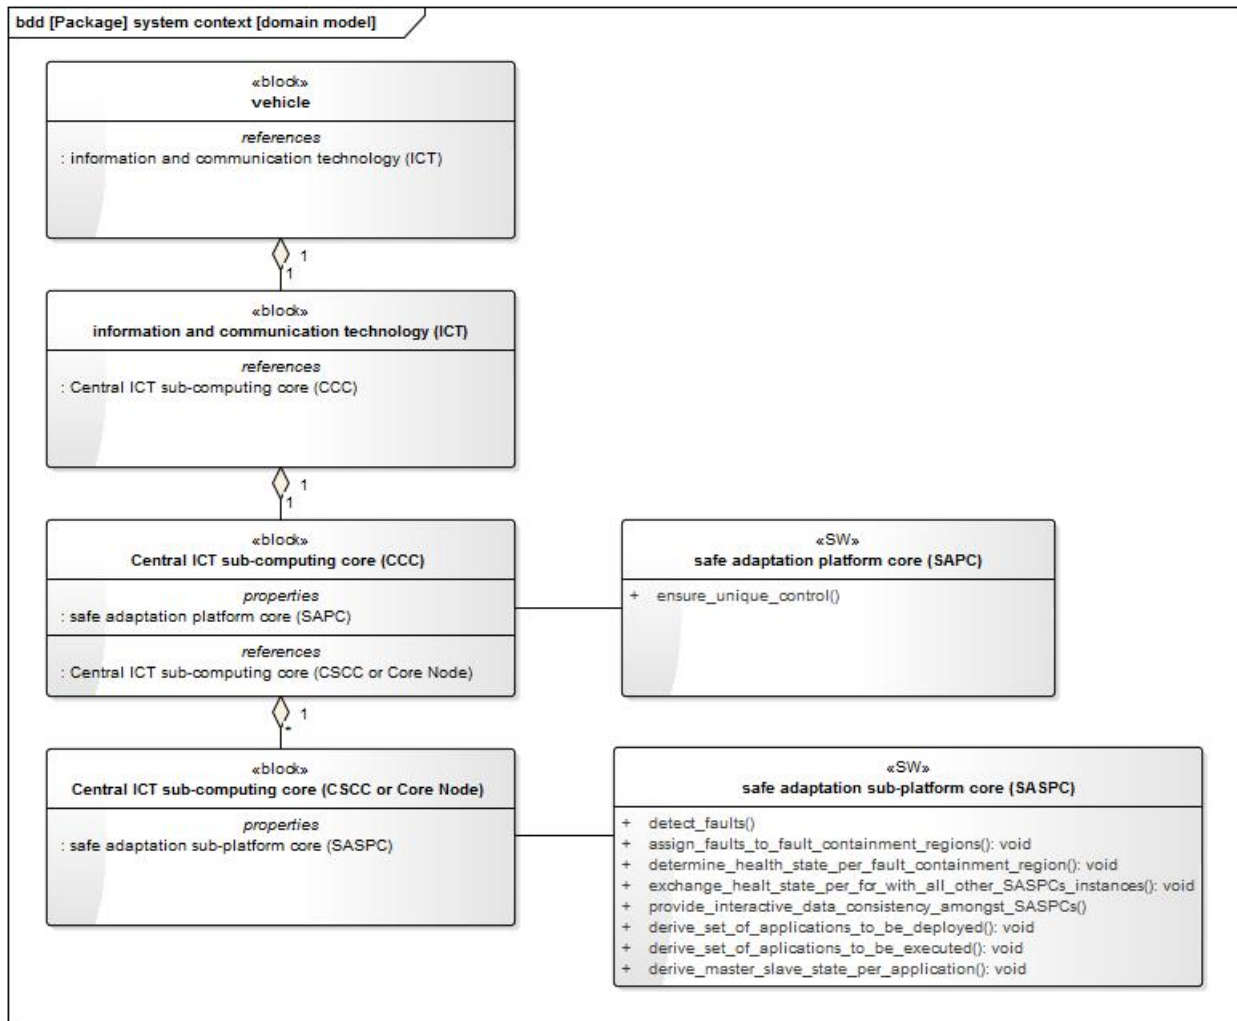 bdd [Package] system context [domain model]
«block»
vehicle
references
: information and communication technology (ICT)
1
1
«block»
information and communication technology (ICT)
references
: Central ICT sub-computing core (CCC)
1
1
«block»
Central ICT sub-computing core (CCC)
properties
: safe adaptation platform core (SAPC)
references
: Central ICT sub-computing core (CSCC or Core Node)
«SW»
safe adaptation platform core (SAPC)
+ ensure_unique_control()
1
*
«block»
Central ICT sub-computing core (CSCC or Core Node)
properties
: safe adaptation sub-platform core (SASPC)
«SW»
safe adaptation sub-platform core (SASPC)
+ detect_faults()
+ assign_faults_to_fault_containment_regions(): void
+ determine_health_state_per_fault_containment_region(): void
+ exchange_healt_state_per_fcr_with_all_other_SASPCs_instances(): void
+ provide_interactive_data_consistency_amongst_SASPCs()
+ derive_set_of_applications_to_be_deployed(): void
+ derive_set_of_aplications_to_be_executed(): void
+ derive_master_slave_state_per_application(): void